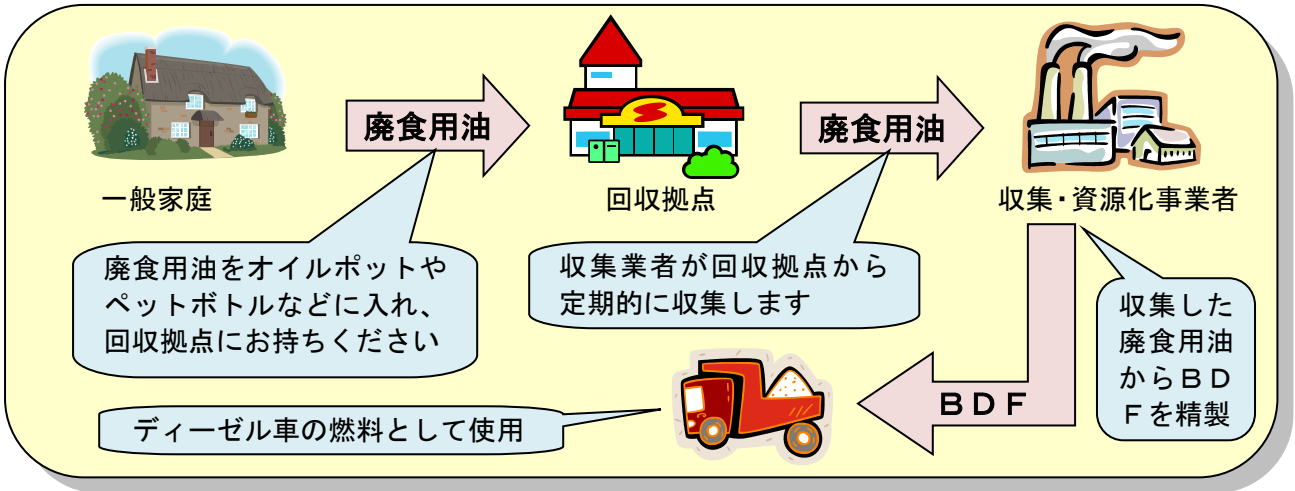 廃食用油
廃食用油
一般家庭
回収拠点
収集・資源化事業者
廃食用油をオイルポットや
ペットボトルなどに入れ、
回収拠点にお持ちください
収集業者が回収拠点から
定期的に収集します
収集した
廃食用油
からＢＤ
Ｆを精製
ＢＤＦ
ディーゼル車の燃料として使用